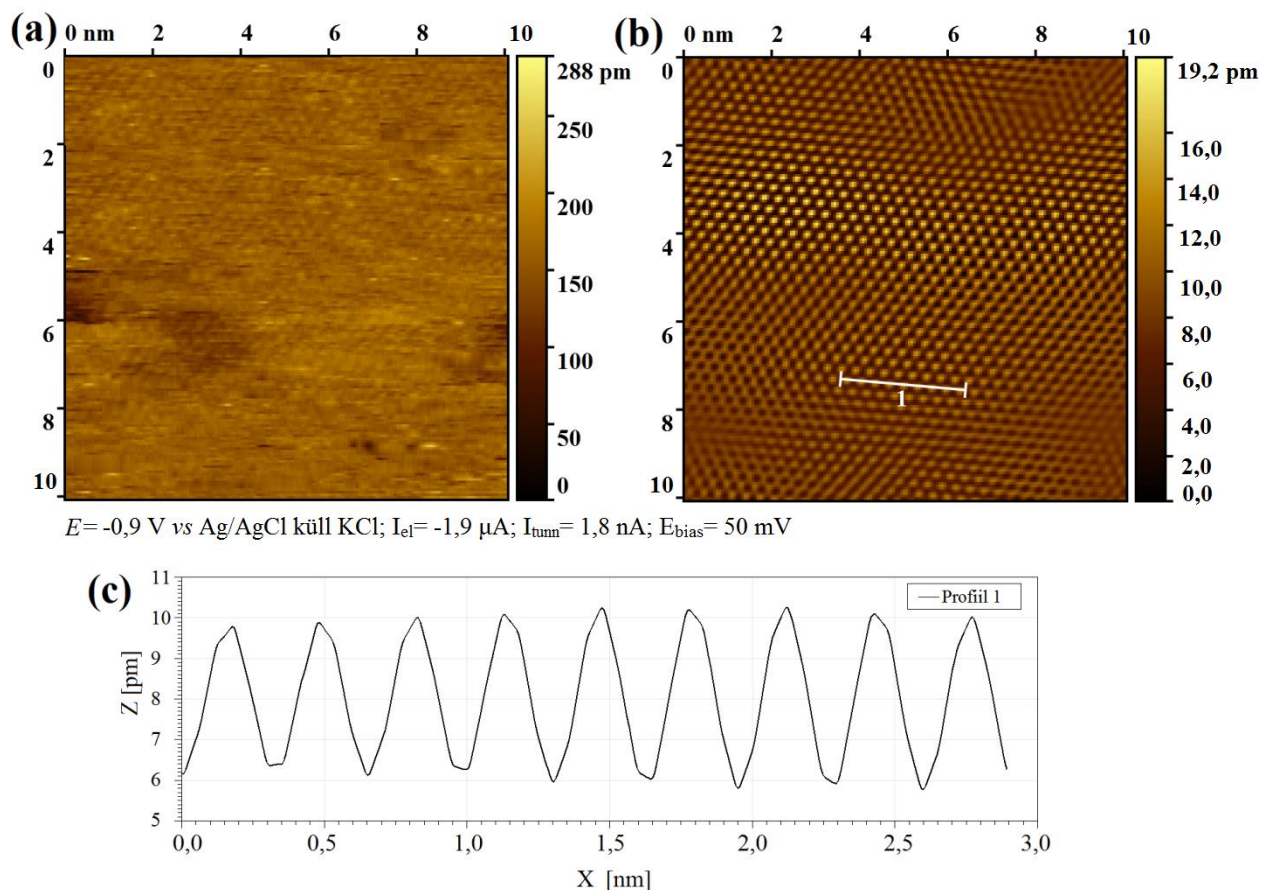 (a)
0 nm 2 4 6 8 10
0
2
4
6
8
10
288 pm
250
200
100
50
0
(b)
0 nm 2 4 6 8 10
0
2
4
6
8
10
1
19,2 pm
16,0
14,0
12,0
10,0
8,0
6,0
4,0
2,0
0,0
E= -0,9 V vs Ag/AgCl küll KCl; Iel= -1,9 µA; Itunn= 1,8 nA; Ebias= 50 mV
(c)
Profiil 1
Z [pm]
11
10
9
8
7
6
5
0,0 0,5 1,0 1,5 2,0 2,5 3,0
X [nm]